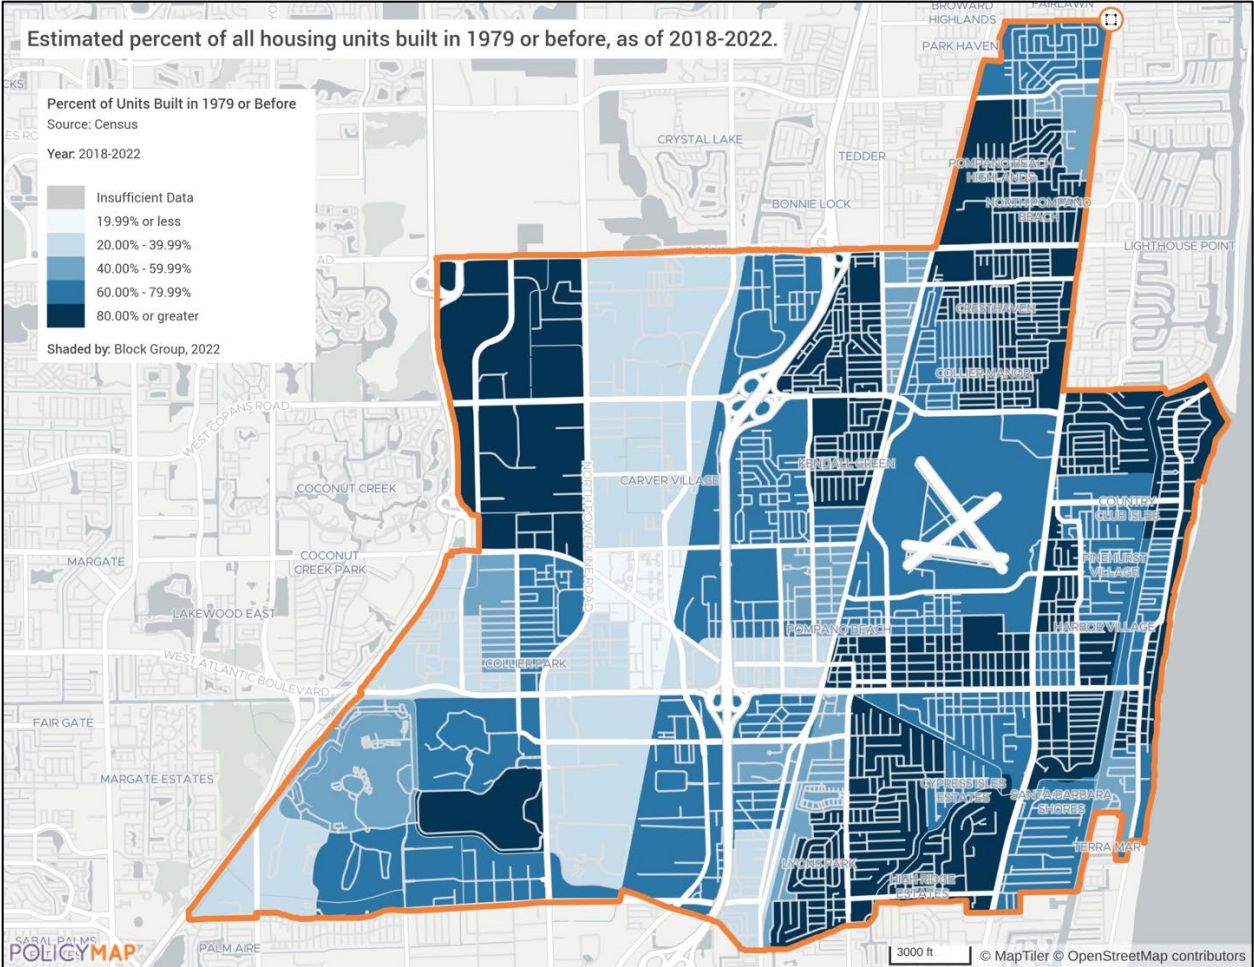 BROWARD
HIGHLANDS
FAIRLAWN
Estimated percent of all housing units built in 1979 or before, as of 2018-2022.
PARK HAVEN
CKS
Percent of Units Built in 1979 or Before
Source: Census
Year: 2018-2022
Insufficient Data
19.99% or less
20.00% - 39.99%
40.00% - 59.99%
60.00% - 79.99%
80.00% or greater
Shaded by: Block Group, 2022
CRYSTAL LAKE
TEDDER
POMPANO BEACH
HIGHLANDS
BONNIE LOCK
NORTH POMPANO
BEACH
LIGHTHOUSE POINT
ROAD
CRESTHAVEN
COLLIER MANOR
WEST COPANS ROAD
KENDALL GREEN
CARVER VILLAGE
COCONUT CREEK
COUNTRY
CLUB ISLES
NORTH POWERLINE ROAD
MARGATE
COCONUT
CREEK PARK
PINEHURST
VILLAGE
LAKEWOOD EAST
POMPANO BEACH
HARBOR VILLAGE
WEST ATLANTIC BOULEVARD
COLLIER PARK
FAIR GATE
MARGATE ESTATES
CYPRESS ISLES
ESTATES
SANTA BARBARA
SHORES
TERRA MAR
LYONS PARK
HIGH RIDGE
ESTATES
SABAL PALMS
POLICYMAP
PALM AIRE
3000 ft
© MapTiler © OpenStreetMap contributors